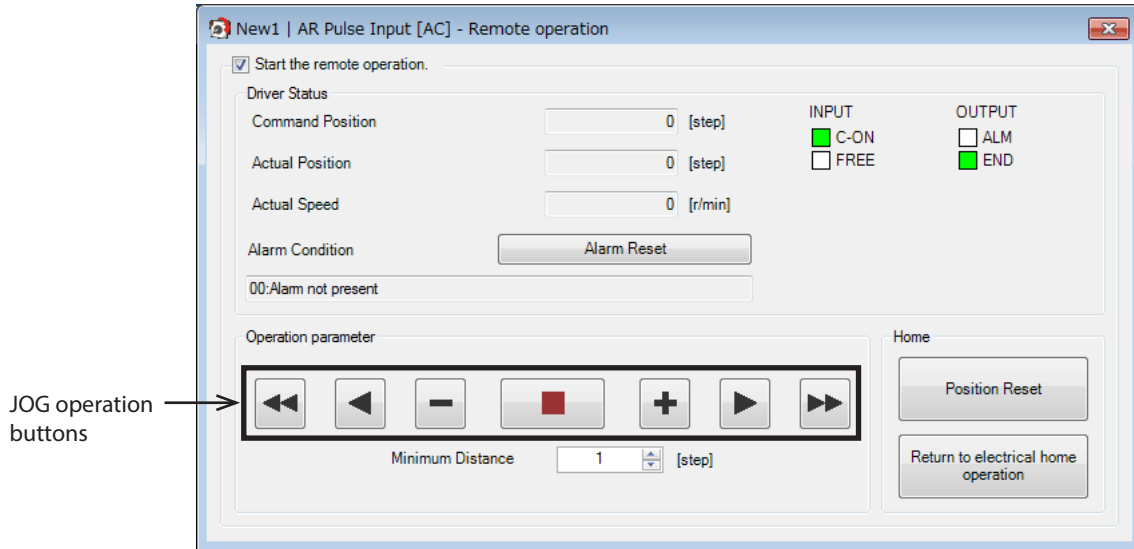 New1 | AR Pulse Input [AC] - Remote operation
Start the remote operation.
Driver Status
Command Position
0 [step]
Actual Position
0 [step]
Actual Speed
0 [r/min]
INPUT
C-ON
FREE
OUTPUT
ALM
END
Alarm Condition
Alarm Reset
00:Alarm not present
Operation parameter
JOG operation
buttons
Minimum Distance
1 [step]
Home
Position Reset
Return to electrical home
operation